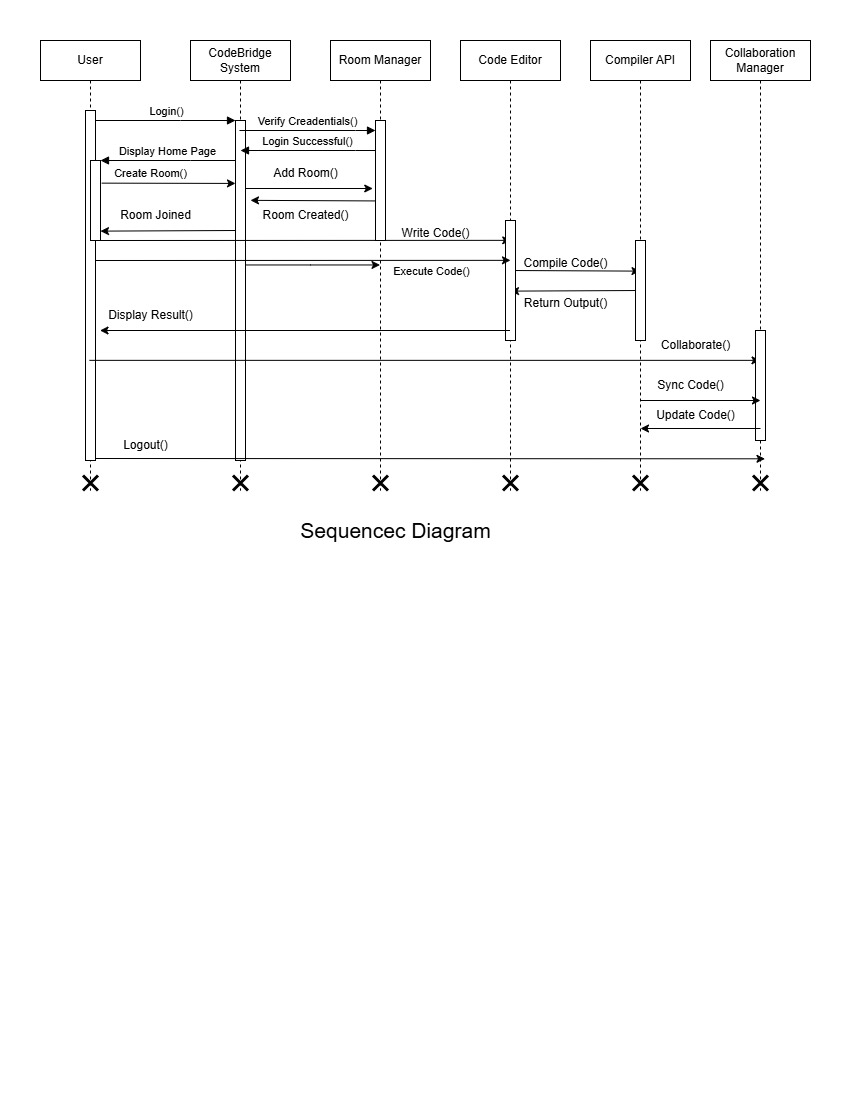 User
CodeBridge
System
Room Manager
Code Editor
Compiler API
Collaboration
Manager
Login()
Verify Creadentials()
Login Successful()
Display Home Page
Create Room()
Add Room()
Room Joined
Room Created()
Write Code()
Compile Code()
Execute Code()
Return Output()
Display Result()
Collaborate()
Sync Code()
Update Code()
Logout()
Sequencec Diagram